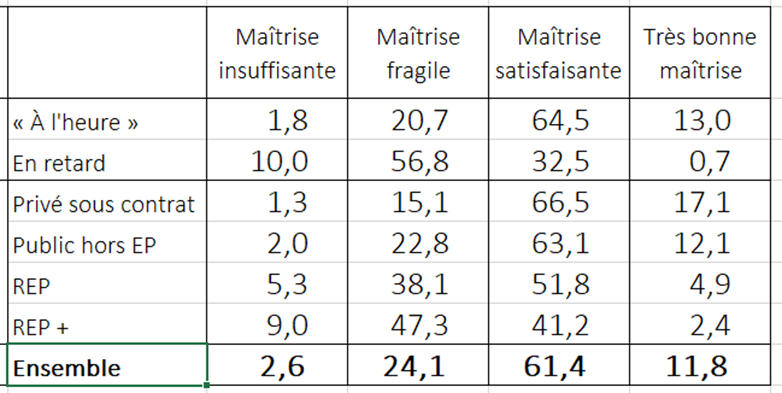 Maîtrise insuffisante Maîtrise fragile Maîtrise satisfaisante Très bonne maîtrise
« À l'heure » 1,8 20,7 64,5 13,0
En retard 10,0 56,8 32,5 0,7
Privé sous contrat 1,3 15,1 66,5 17,1
Public hors EP 2,0 22,8 63,1 12,1
REP 5,3 38,1 51,8 4,9
REP + 9,0 47,3 41,2 2,4
Ensemble 2,6 24,1 61,4 11,8